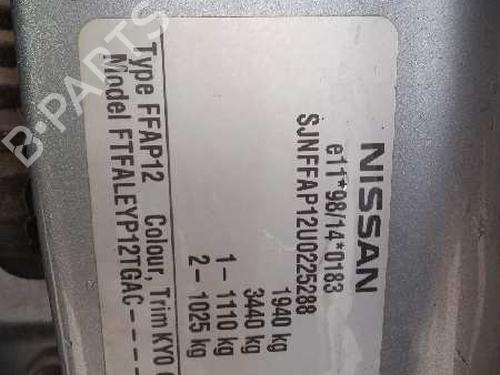 NISSAN
e11*98/14*0183
SJNFFAP12U0225288
1940 kg
3440 kg
1 – 1110 kg
2 – 1025 kg
Type FFAP12 Colour, Trim KY0
Model FTFALEYP12TGAC – – – –
B-PARTS